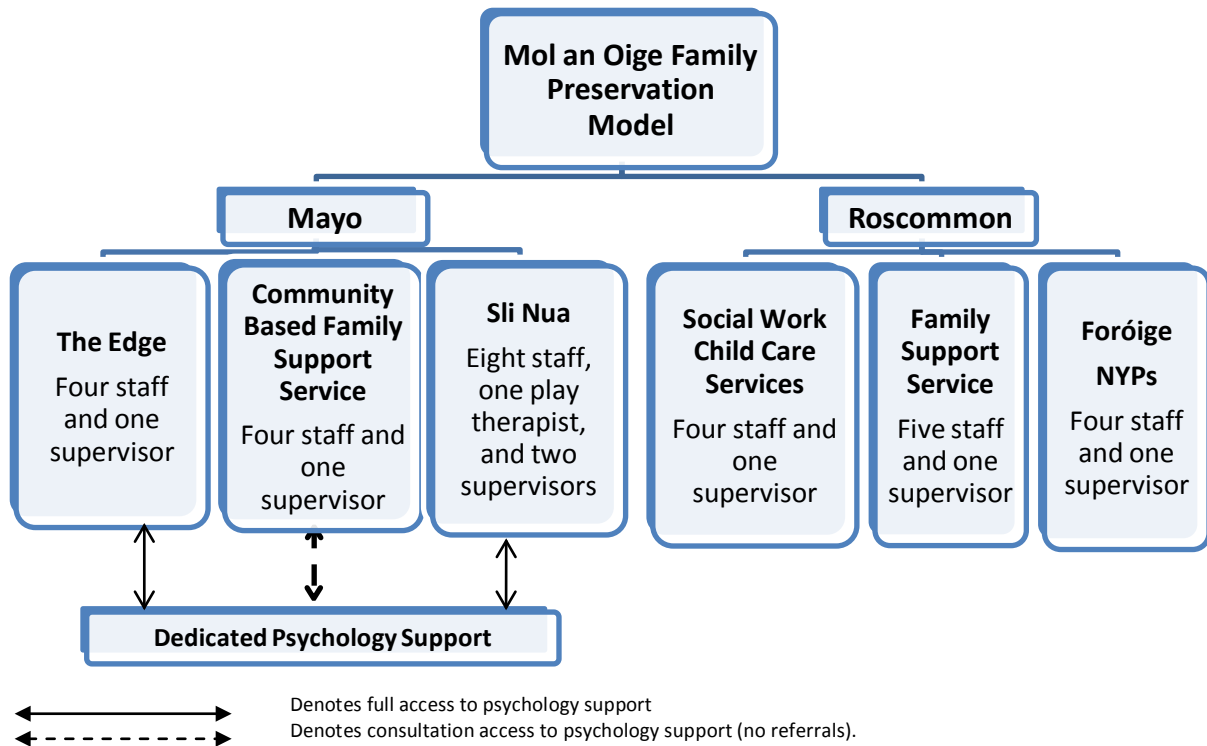 Mol an Oige Family
Preservation
Model
Mayo
Roscommon
The Edge
Four staff
and one
supervisor
Community
Based Family
Support
Service
Four staff and
one
supervisor
Sli Nua
Eight staff,
one play
therapist,
and two
supervisors
Social Work
Child Care
Services
Four staff and
one
supervisor
Family
Support
Service
Five staff
and one
supervisor
Foróige
NYPs
Four staff
and one
supervisor
Dedicated Psychology Support
Denotes full access to psychology support
Denotes consultation access to psychology support (no referrals).